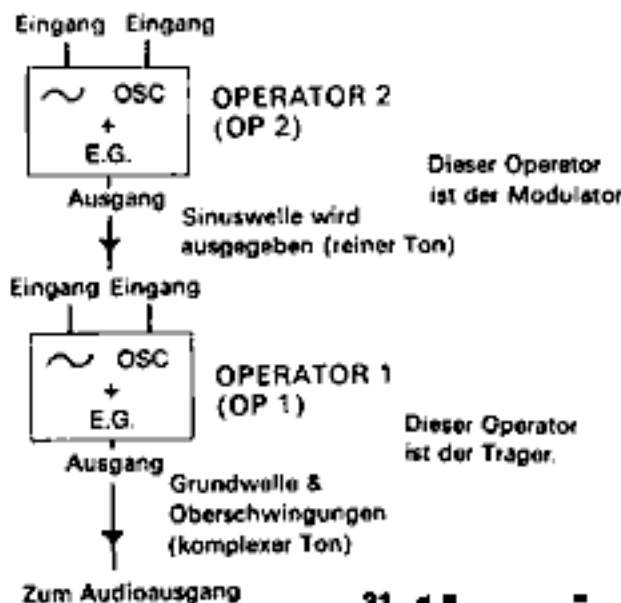 Eingang Eingang
OSC OPERATOR 2
+ (OP 2)
E.G.
Dieser Operator
ist der Modulator
Ausgang
Sinuswelle wird
ausgegeben (reiner Ton)
Eingang Eingang
OSC OPERATOR 1
+ (OP 1)
E.G.
Dieser Operator
ist der Trager.
Ausgang
Grundwelle &
Oberschwingungen
(komplexer Ton)
Zum Audioausgang
31